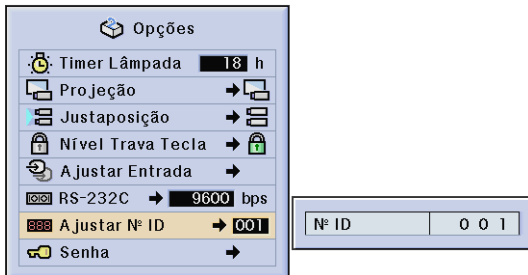 Opções
Timer Lâmpada 18 h
Projeção
Justaposição
Nível Trava Tecla
Ajustar Entrada
RS-232C 9600 bps
888 Ajustar Nº ID 001
Senha
Nº ID 0 0 1